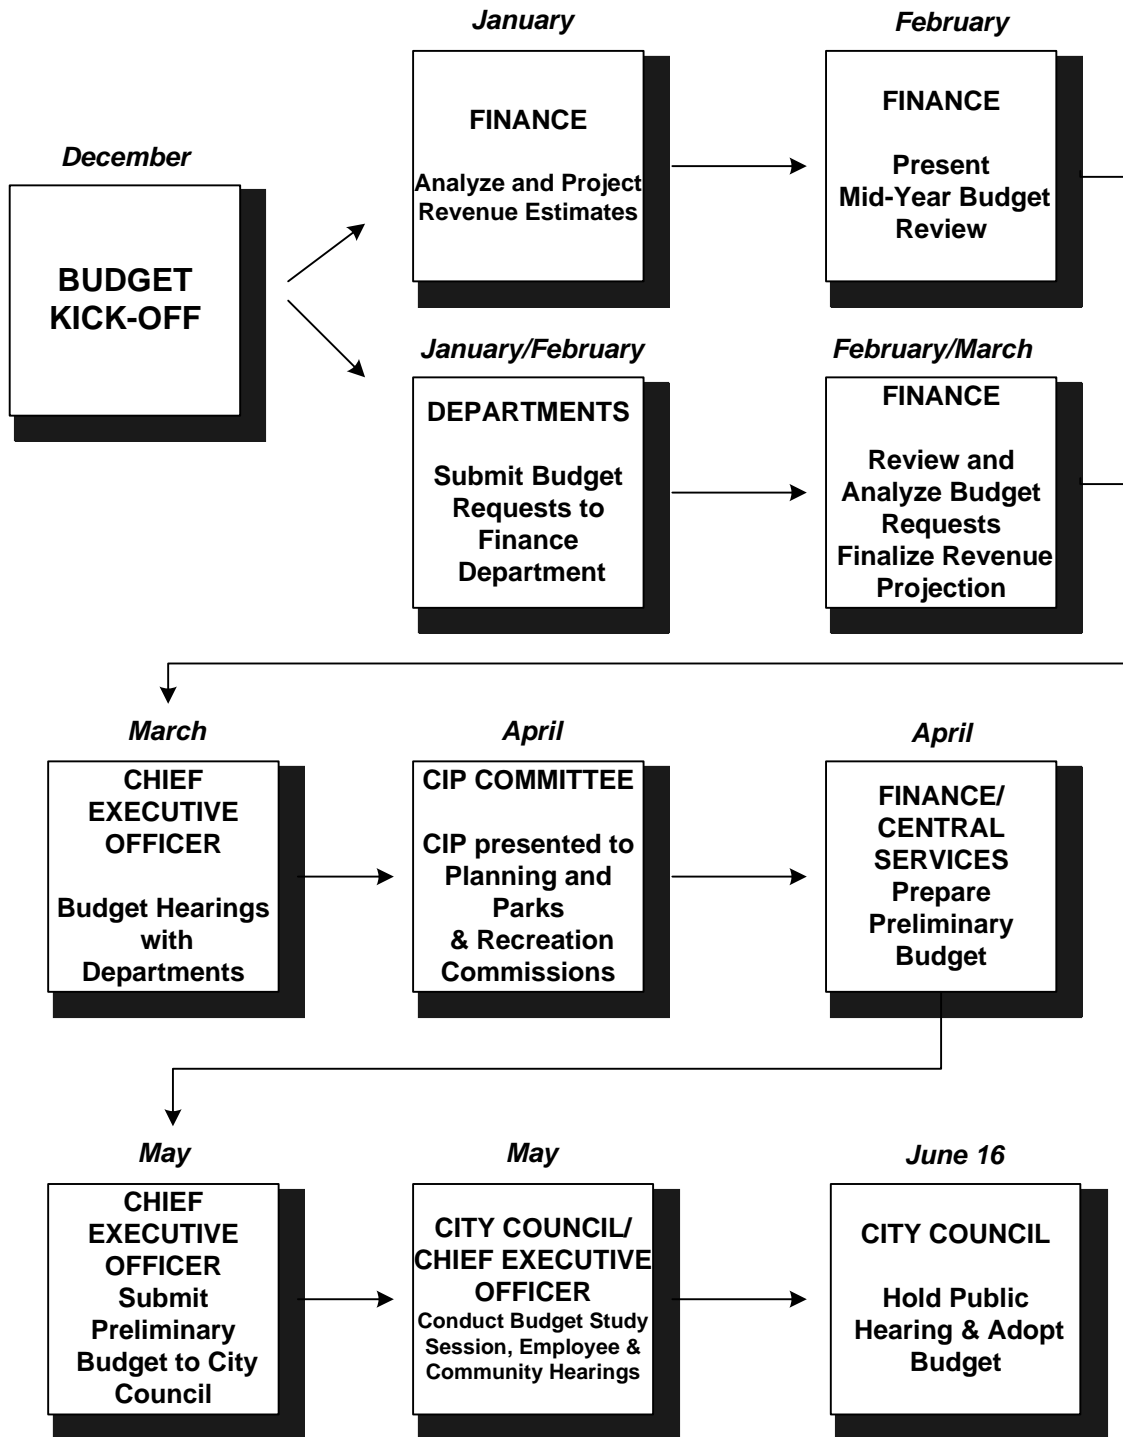 December
BUDGET
KICK-OFF
January
FINANCE
Analyze and Project
Revenue Estimates
February
FINANCE
Present
Mid-Year Budget
Review
January/February
DEPARTMENTS
Submit Budget
Requests to
Finance
Department
February/March
FINANCE
Review and
Analyze Budget
Requests
Finalize Revenue
Projection
March
CHIEF
EXECUTIVE
OFFICER
Budget Hearings
with
Departments
April
CIP COMMITTEE
CIP presented to
Planning and
Parks
& Recreation
Commissions
April
FINANCE/
CENTRAL
SERVICES
Prepare
Preliminary
Budget
May
CHIEF
EXECUTIVE
OFFICER
Submit
Preliminary
Budget to City
Council
May
CITY COUNCIL/
CHIEF EXECUTIVE
OFFICER
Conduct Budget Study
Session, Employee &
Community Hearings
June 16
CITY COUNCIL
Hold Public
Hearing & Adopt
Budget